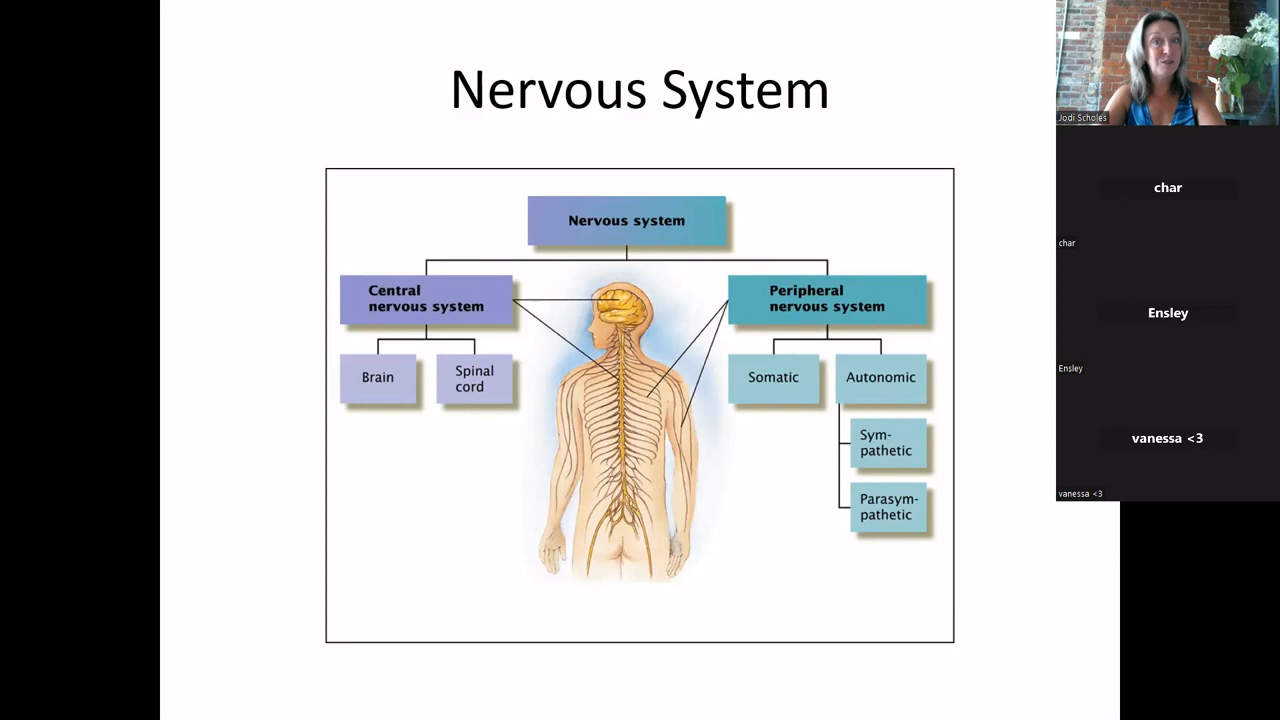 Nervous System
Nervous system
Central
nervous system
Peripheral
nervous system
Brain
Spinal
cord
Somatic
Autonomic
Sym-
pathetic
Parasym-
pathetic
Jodi Scholes
char
char
Ensley
Ensley
vanessa <3
vanessa <3